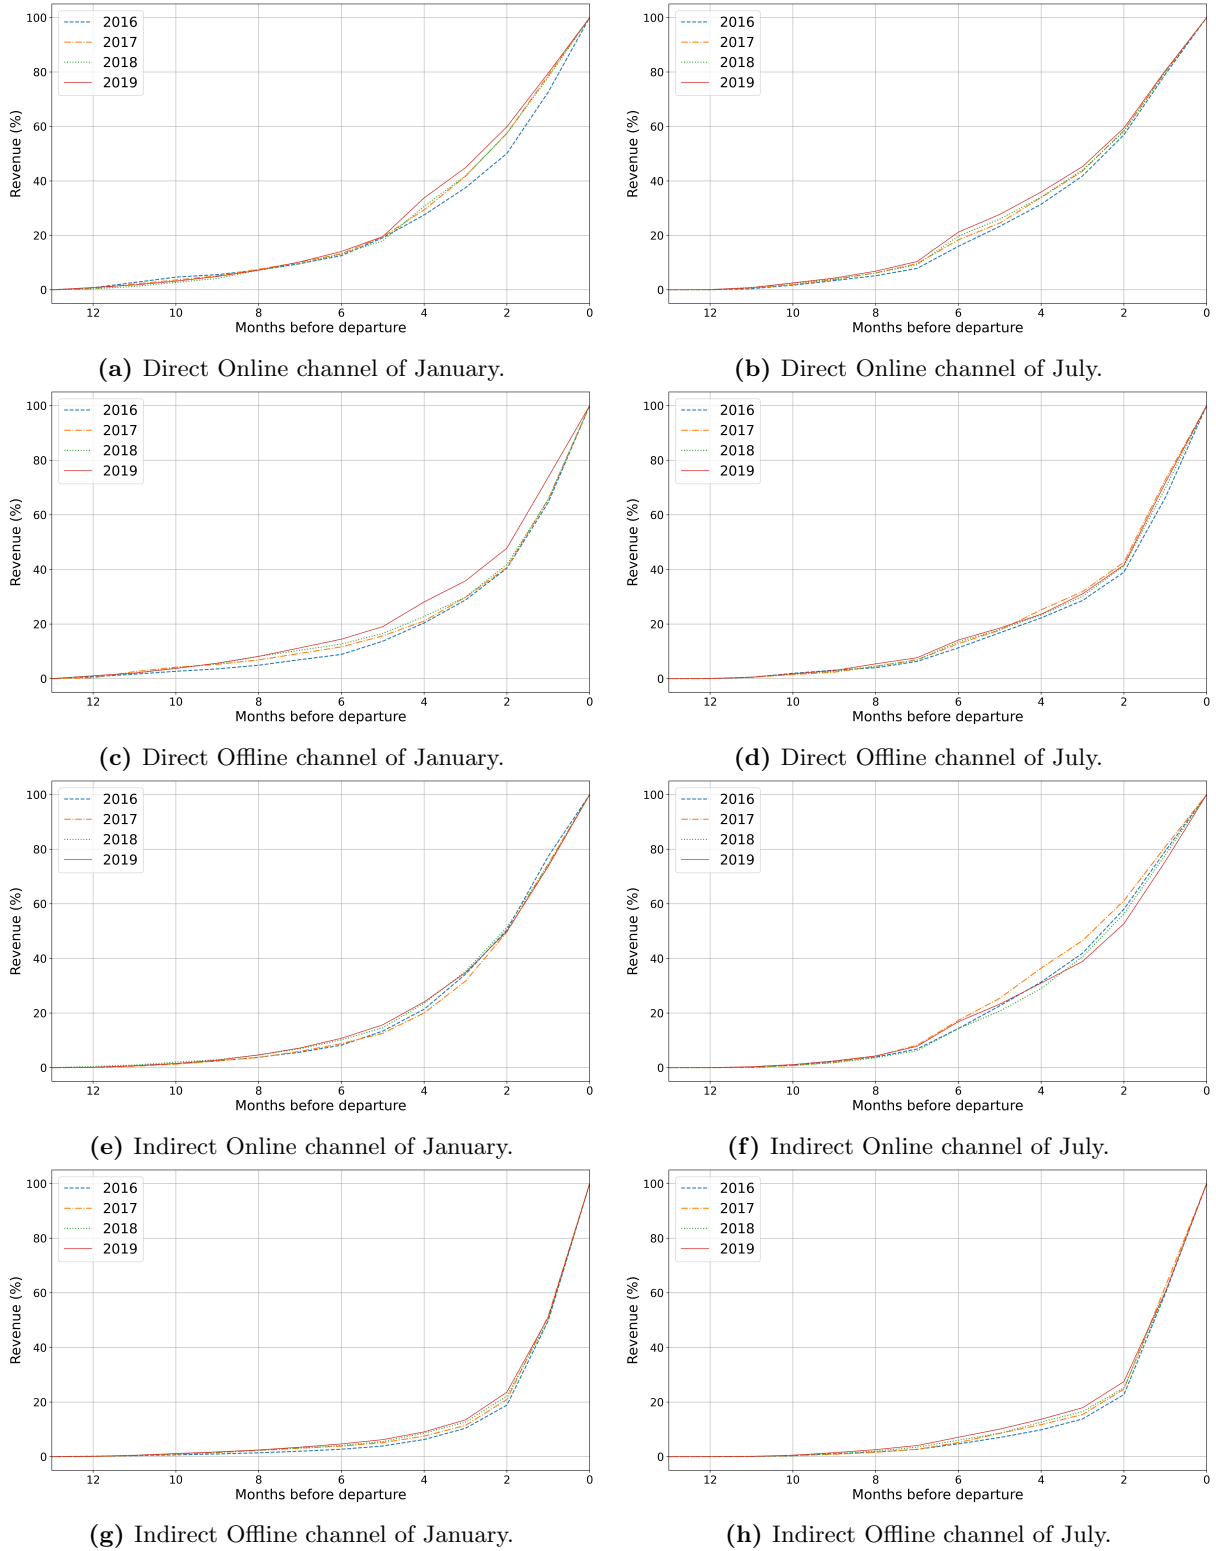 100
80
60
40
20
0
Revenue (%)
2016
2017
2018
2019
12 10 8 6 4 2 0
Months before departure
100
80
60
40
20
0
Revenue (%)
2016
2017
2018
2019
12 10 8 6 4 2 0
Months before departure
(a) Direct Online channel of January.
(b) Direct Online channel of July.
100
80
60
40
20
0
Revenue (%)
2016
2017
2018
2019
12 10 8 6 4 2 0
Months before departure
100
80
60
40
20
0
Revenue (%)
2016
2017
2018
2019
12 10 8 6 4 2 0
Months before departure
(c) Direct Offline channel of January.
(d) Direct Offline channel of July.
100
80
60
40
20
0
Revenue (%)
2016
2017
2018
2019
12 10 8 6 4 2 0
Months before departure
100
80
60
40
20
0
Revenue (%)
2016
2017
2018
2019
12 10 8 6 4 2 0
Months before departure
(e) Indirect Online channel of January.
(f) Indirect Online channel of July.
100
80
60
40
20
0
Revenue (%)
2016
2017
2018
2019
12 10 8 6 4 2 0
Months before departure
100
80
60
40
20
0
Revenue (%)
2016
2017
2018
2019
12 10 8 6 4 2 0
Months before departure
(g) Indirect Offline channel of January.
(h) Indirect Offline channel of July.